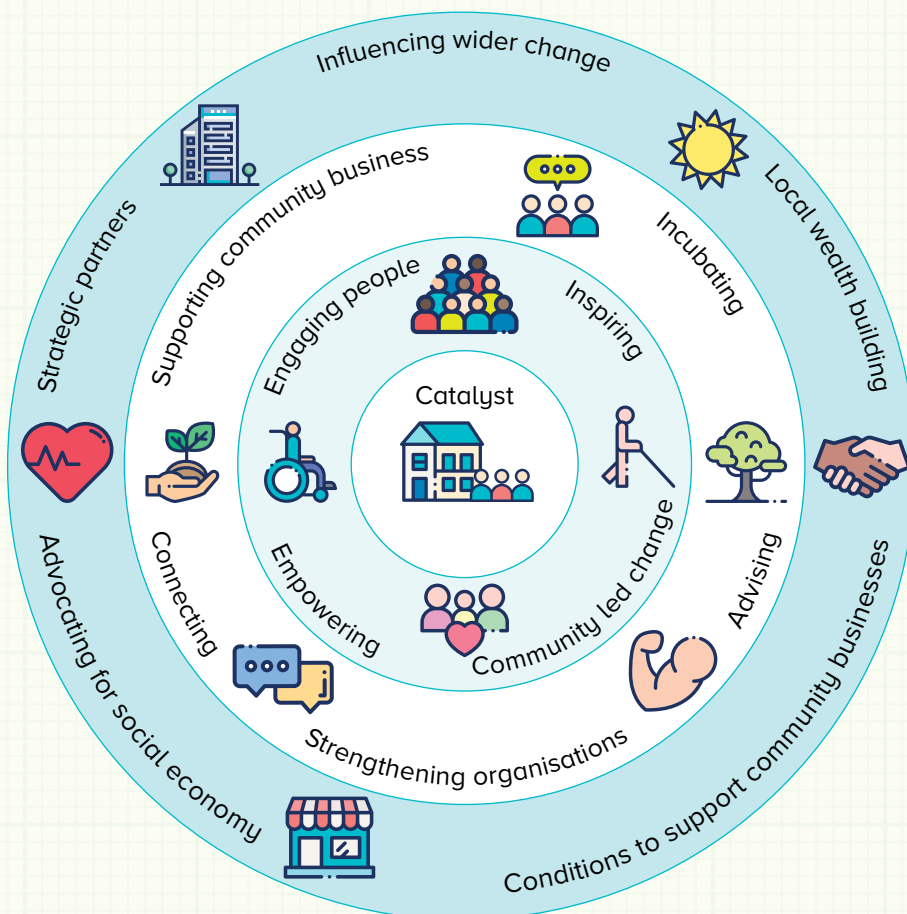 Influencing wider change
Local wealth building
Conditions to support community businesses
Advocating for social economy
Strategic partners
Supporting community business
Incubating
Advising
Strengthening organisations
Connecting
Engaging people
Inspiring
Community led change
Empowering
Catalyst